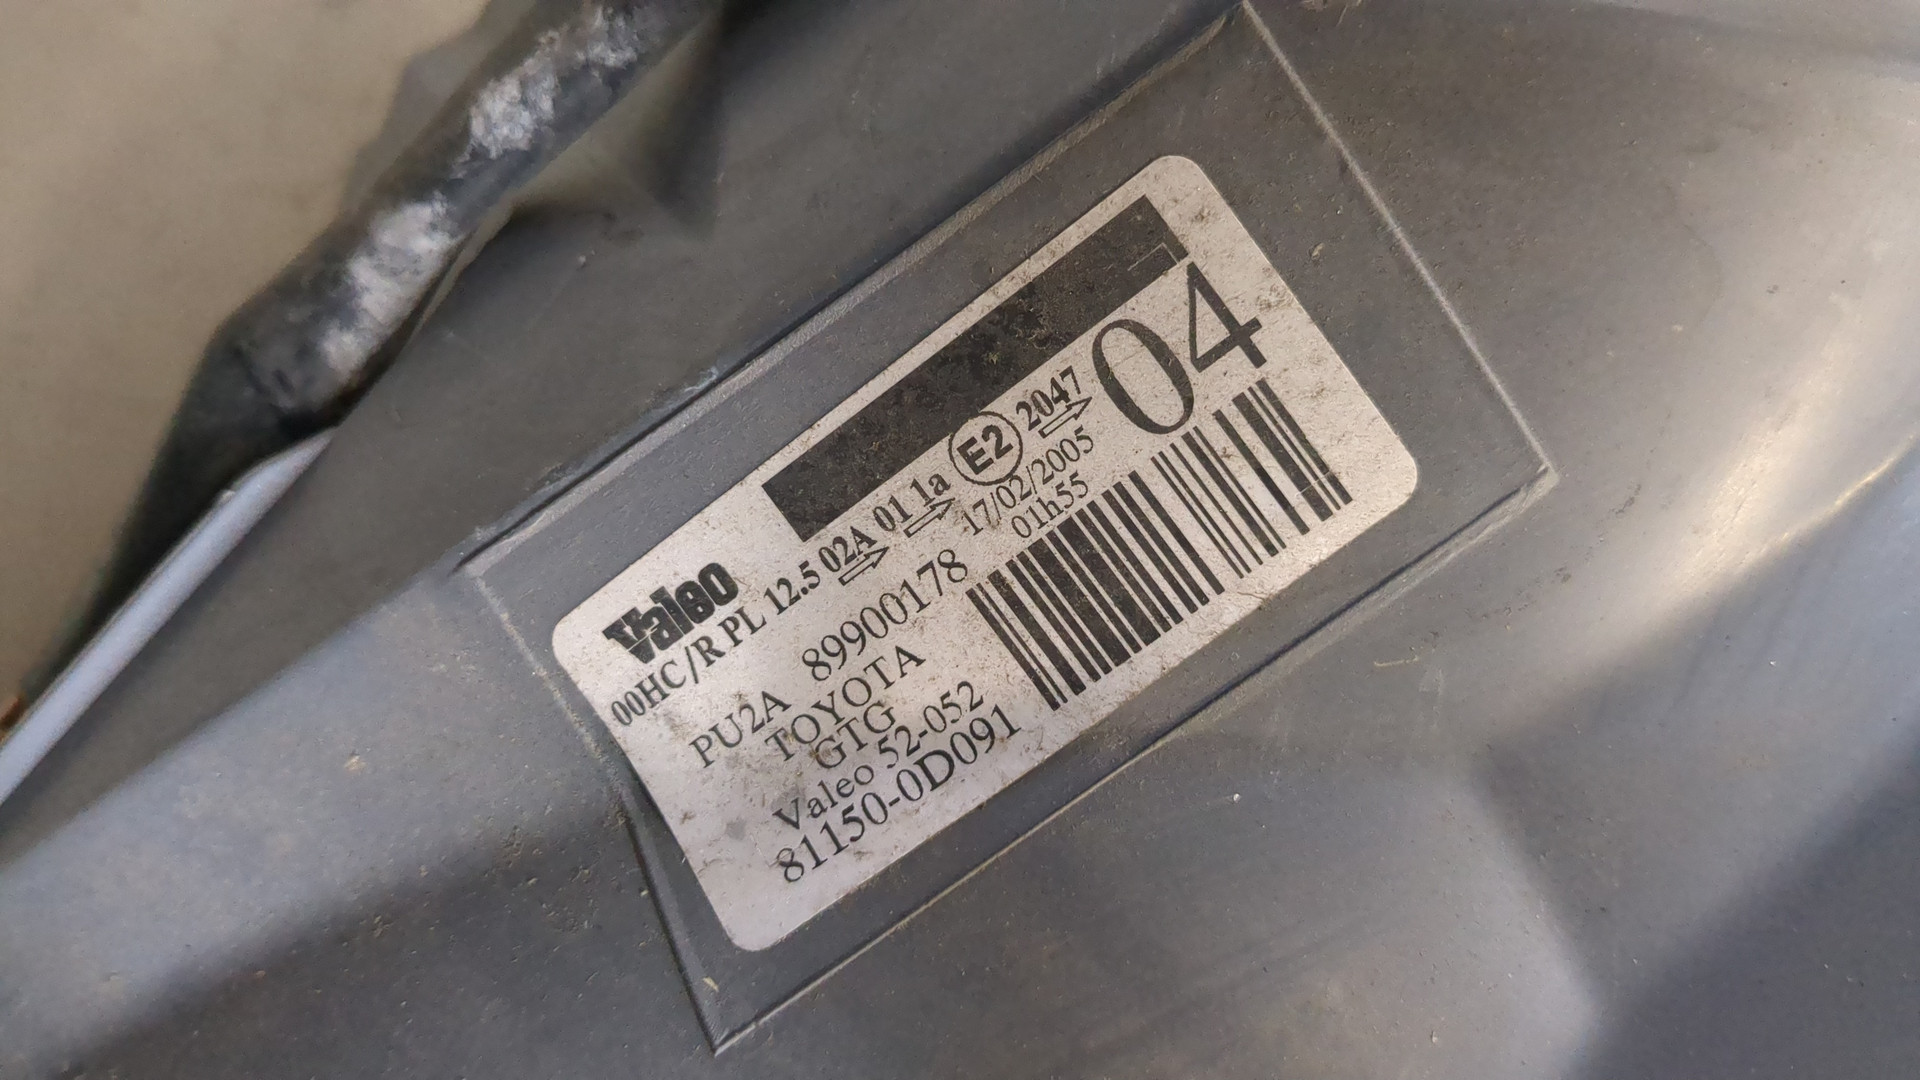 Valeo
00HC/R PL 12.5 02A 01 1a E2 2047
17/02/2005
01h55
04
PU2A 89900178
TOYOTA
GTG
Valeo 52-052
81150-0D091